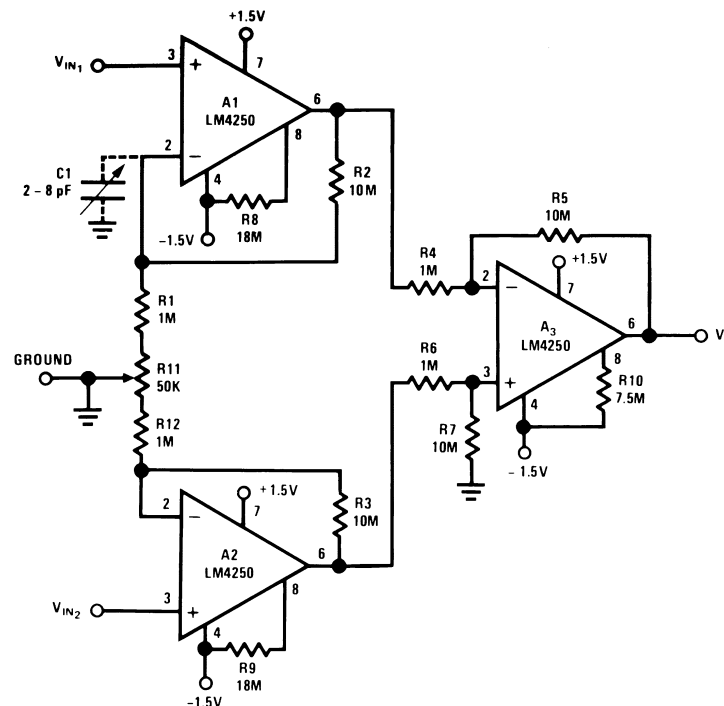 +1.5V
3
VIN1
+
7
A1
LM4250
6
2
−
8
C1
2 – 8 pF
4
R2
10M
R8
18M
−1.5V
R5
10M
R4
1M
+1.5V
2
−
7
R1
1M
A3
LM4250
6
V
GROUND
R11
50K
R6
1M
3
+
8
R10
7.5M
R12
1M
4
R7
10M
− 1.5V
+1.5V
2
−
7
R3
10M
A2
LM4250
6
8
3
VIN2
+
4
R9
18M
−1.5V